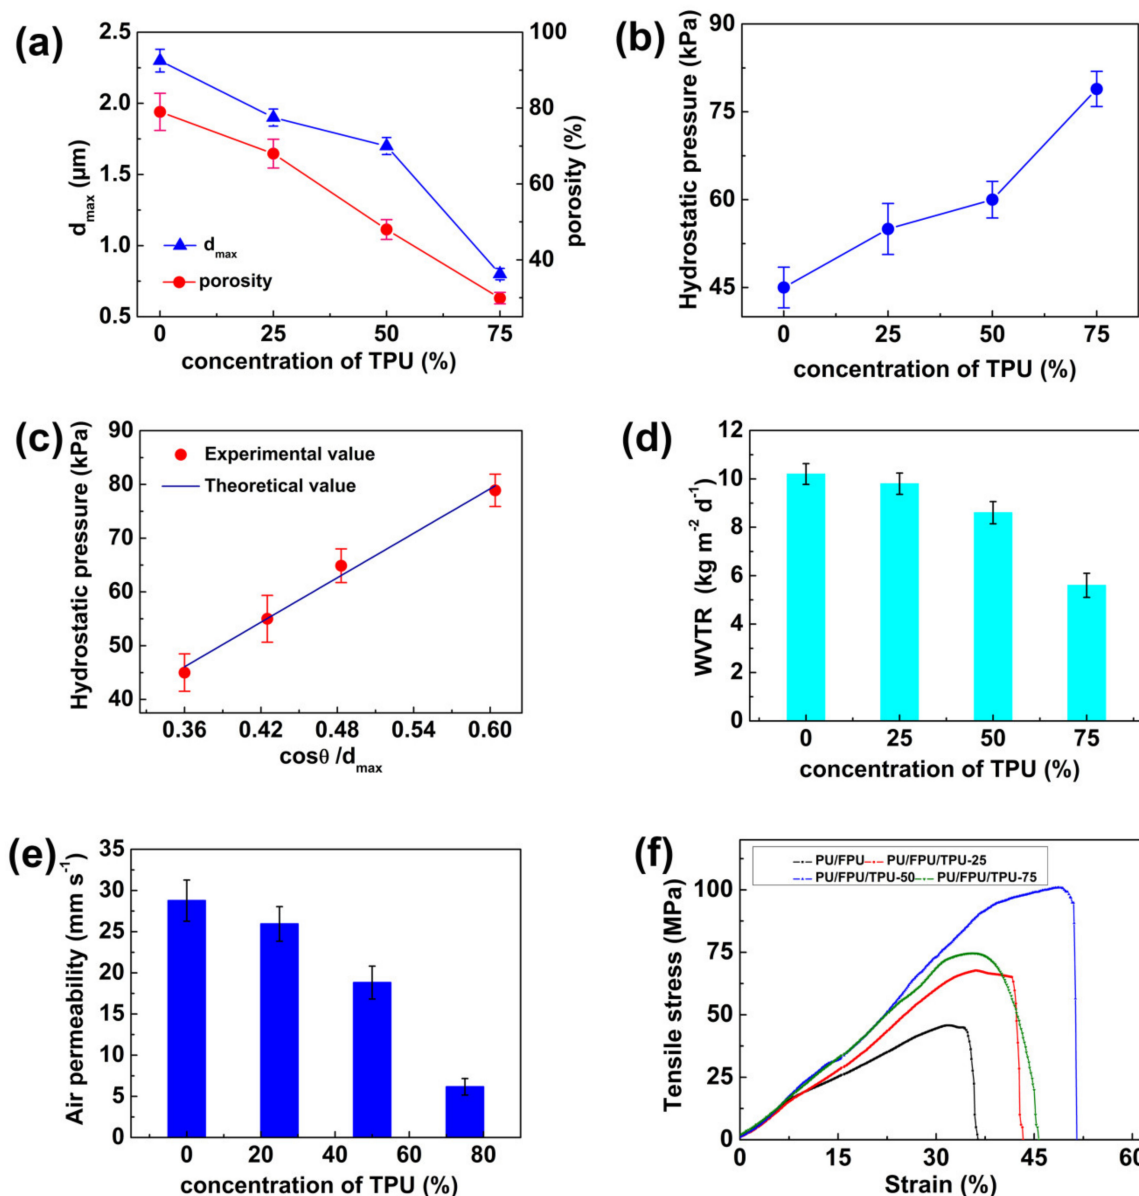 (a)
2.5
2.0
1.5
1.0
0.5
d_max (μm)
100
80
60
40
porosity (%)
d_max
porosity
0 25 50 75
concentration of TPU (%)
(b)
90
75
60
45
Hydrostatic pressure (kPa)
0 25 50 75
concentration of TPU (%)
(c)
90
80
70
60
50
40
Hydrostatic pressure (kPa)
Experimental value
Theoretical value
0.36 0.42 0.48 0.54 0.60
cosθ /d_max
(d)
12
10
8
6
4
2
0
WVTR (kg m⁻² d⁻¹)
0 25 50 75
concentration of TPU (%)
(e)
35
30
25
20
15
10
5
0
Air permeability (mm s⁻¹)
0 20 40 60 80
concentration of TPU (%)
(f)
PU/FPU PU/FPU/TPU-25
PU/FPU/TPU-50 PU/FPU/TPU-75
100
75
50
25
0
Tensile stress (MPa)
0 15 30 45 60
Strain (%)